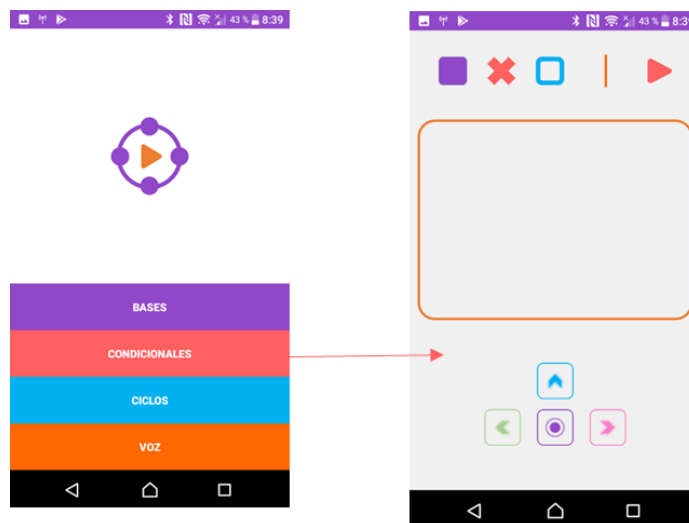 43 % 8:39
43 % 8:39
BASES
CONDICIONALES
CICLOS
VOZ